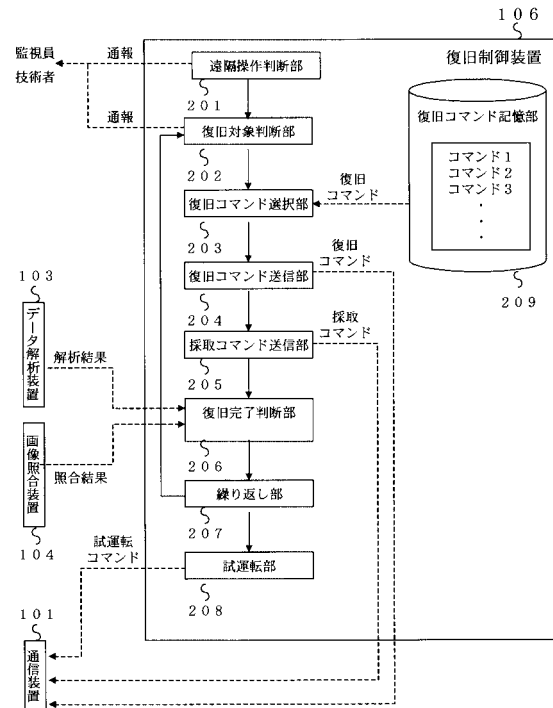 106
監視員
技術者
通報
通報
復旧制御装置
遠隔操作判断部
201
復旧対象判断部
202
復旧コマンド選択部
203
復旧コマンド送信部
204
採取コマンド送信部
205
復旧完了判断部
206
繰り返し部
207
試運転部
208
復旧コマンド記憶部
コマンド1
コマンド2
コマンド3
・
・
・
209
復旧
コマンド
復旧
コマンド
採取
コマンド
103
データ解析装置
解析結果
画像照合装置
照合結果
104
試運転
コマンド
101
通信装置